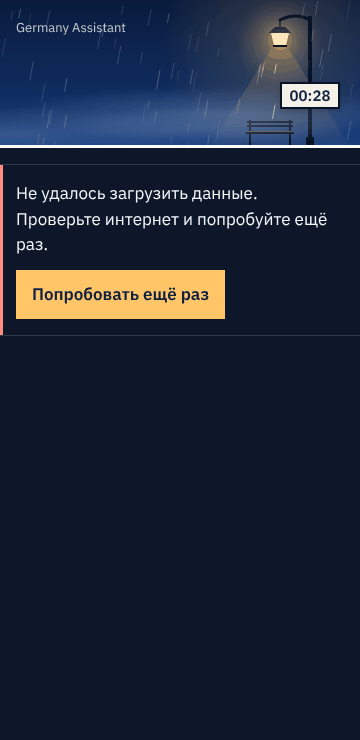 Germany Assistant
00:28
Не удалось загрузить данные.
Проверьте интернет и попробуйте ещё
раз.
Попробовать ещё раз